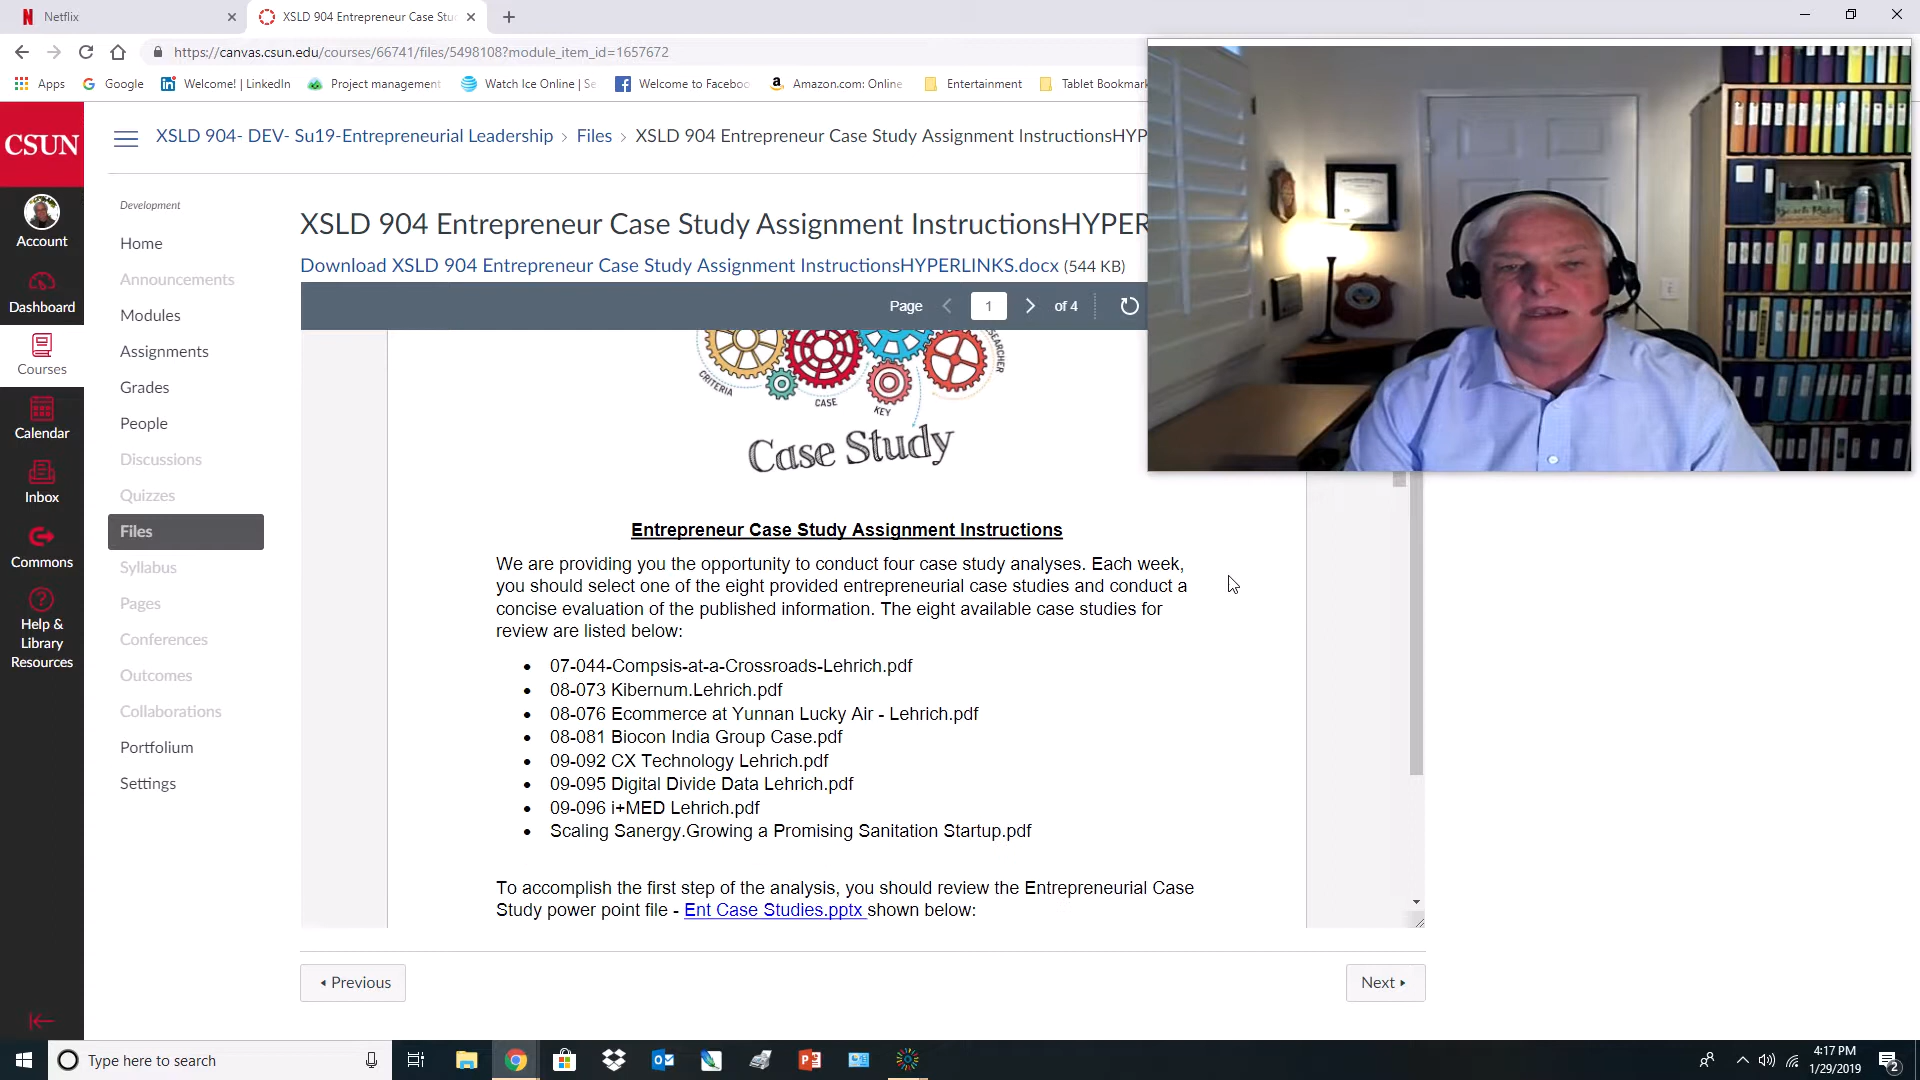 Netflix
XSLD 904 Entrepreneur Case Stu
https://canvas.csun.edu/courses/66741/files/5498108?module_item_id=1657672
Apps
Google
Welcome! | LinkedIn
Project management
Watch Ice Online | Se
Welcome to Faceboo
Amazon.com: Online
Entertainment
Tablet Bookmark
CSUN
Account
Dashboard
Courses
Calendar
Inbox
Commons
Help &
Library
Resources
XSLD 904- DEV- Su19-Entrepreneurial Leadership > Files > XSLD 904 Entrepreneur Case Study Assignment InstructionsHYP
Development
Home
Announcements
Modules
Assignments
Grades
People
Discussions
Quizzes
Files
Syllabus
Pages
Conferences
Outcomes
Collaborations
Portfolium
Settings
XSLD 904 Entrepreneur Case Study Assignment InstructionsHYPER
Download XSLD 904 Entrepreneur Case Study Assignment InstructionsHYPERLINKS.docx (544 KB)
Page 1 of 4
CRITERIA
CASE
KEY
SEARCHER
Case Study
Entrepreneur Case Study Assignment Instructions
We are providing you the opportunity to conduct four case study analyses. Each week,
you should select one of the eight provided entrepreneurial case studies and conduct a
concise evaluation of the published information. The eight available case studies for
review are listed below:
• 07-044-Compsis-at-a-Crossroads-Lehrich.pdf
• 08-073 Kibernum.Lehrich.pdf
• 08-076 Ecommerce at Yunnan Lucky Air - Lehrich.pdf
• 08-081 Biocon India Group Case.pdf
• 09-092 CX Technology Lehrich.pdf
• 09-095 Digital Divide Data Lehrich.pdf
• 09-096 i+MED Lehrich.pdf
• Scaling Sanergy.Growing a Promising Sanitation Startup.pdf
To accomplish the first step of the analysis, you should review the Entrepreneurial Case
Study power point file - Ent Case Studies.pptx shown below:
Previous
Next
Type here to search
4:17 PM
1/29/2019
2